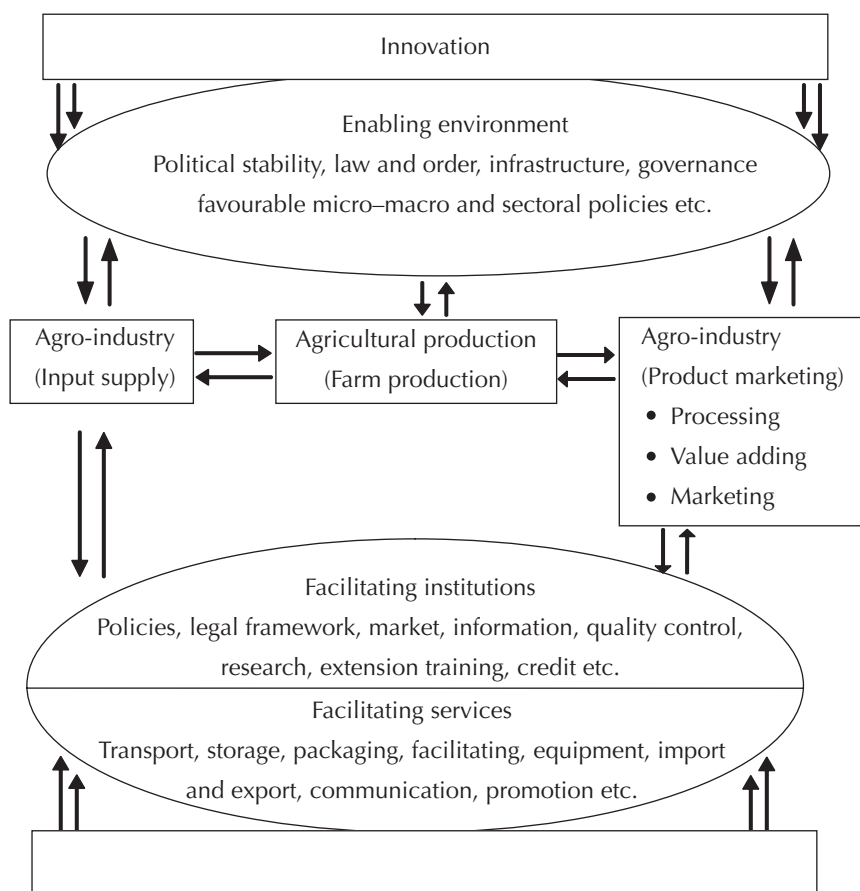 Innovation
Enabling environment
Political stability, law and order, infrastructure, governance
favourable micro–macro and sectoral policies etc.
Agro-industry
(Input supply)
Agricultural production
(Farm production)
Agro-industry
(Product marketing)
• Processing
• Value adding
• Marketing
Facilitating institutions
Policies, legal framework, market, information, quality control,
research, extension training, credit etc.
Facilitating services
Transport, storage, packaging, facilitating, equipment, import
and export, communication, promotion etc.